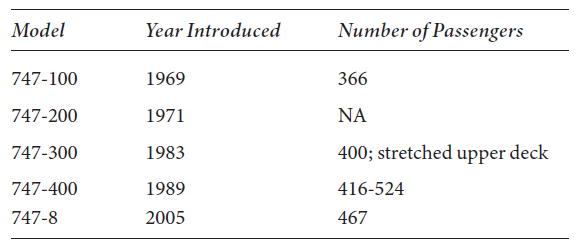 Model Year Introduced Number of Passengers
747-100 1969 366
747-200 1971 NA
747-300 1983 400; stretched upper deck
747-400 1989 416-524
747-8 2005 467